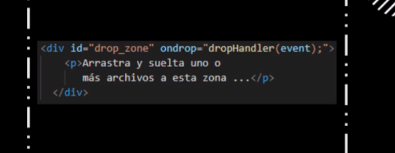 <div id="drop_zone" ondrop="dropHandler(event);">
<p>Arrastra y suelta uno o
más archivos a esta zona ...</p>
</div>